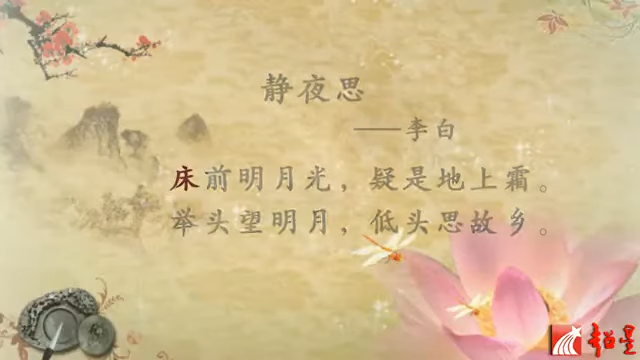 静夜思
——李白
床前明月光，疑是地上霜。
举头望明月，低头思故乡。